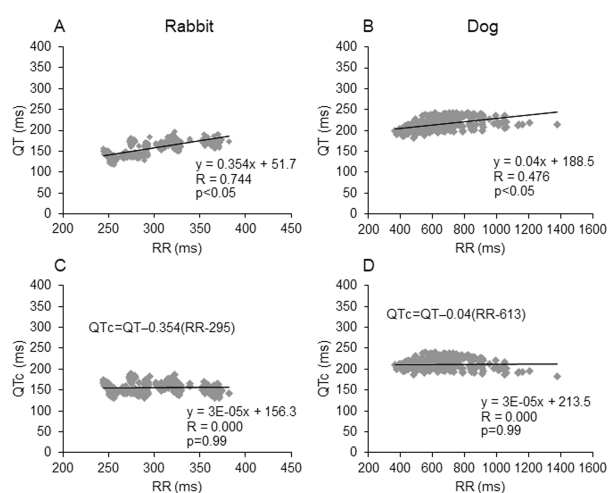 A
Rabbit
400
350
300
250
200
150
100
50
0
QT (ms)
y = 0.354x + 51.7
R = 0.744
p<0.05
200
250
300
350
400
450
RR (ms)
B
Dog
400
350
300
250
200
150
100
50
0
QT (ms)
y = 0.04x + 188.5
R = 0.476
p<0.05
200
400
600
800
1000
1200
1400
1600
RR (ms)
C
QTc=QT–0.354(RR-295)
400
350
300
250
200
150
100
50
0
QTc (ms)
y = 3E-05x + 156.3
R = 0.000
p=0.99
200
250
300
350
400
450
RR (ms)
D
QTc=QT–0.04(RR-613)
400
350
300
250
200
150
100
50
0
QTc (ms)
y = 3E-05x + 213.5
R = 0.000
p=0.99
200
400
600
800
1000
1200
1400
1600
RR (ms)